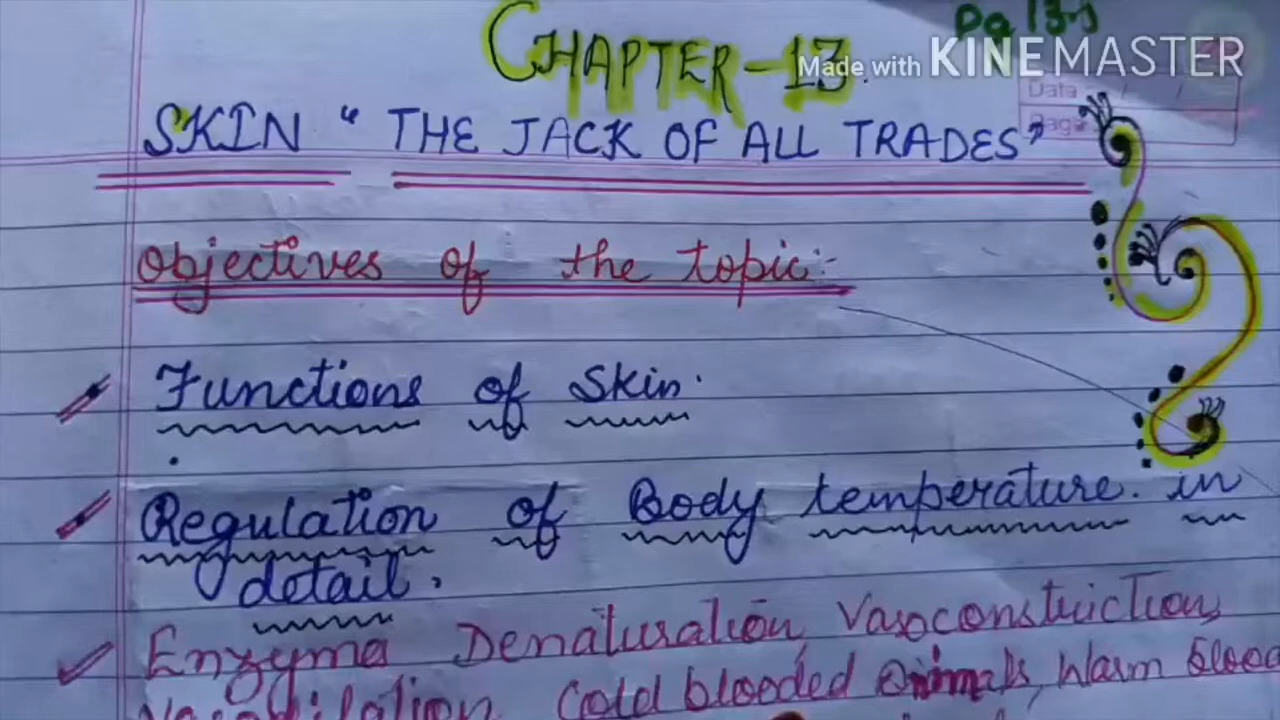 Pg 13
CHAPTER-13.
Made with KINEMASTER
Data / /
Page
SKIN " THE JACK OF ALL TRADES"
Objectives of the topic:-
Functions of Skin.
Regulation of Body temperature. in
detail.
Enzyme Denaturation, Vasoconstriction,
Cold blooded animals, Warm blood